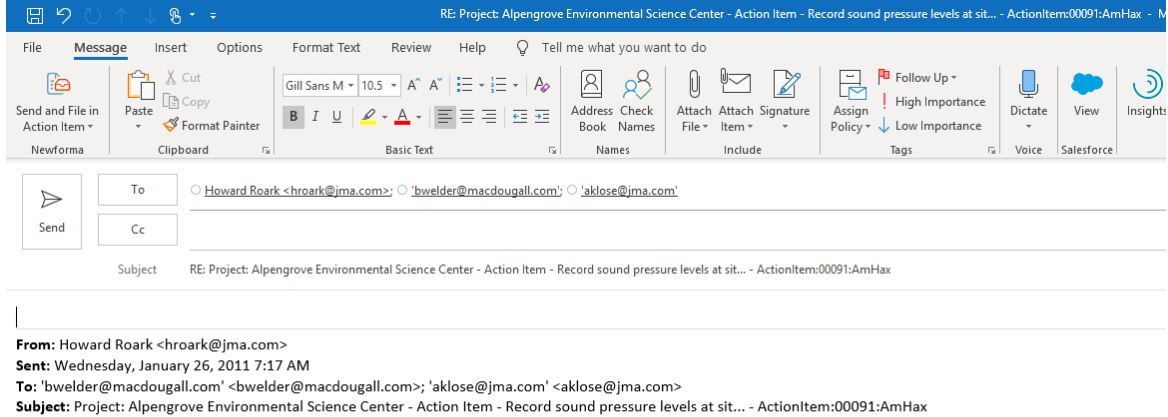 RE: Project: Alpengrove Environmental Science Center - Action Item - Record sound pressure levels at sit... - ActionItem:00091:AmHax - M
File Message Insert Options Format Text Review Help Tell me what you want to do
Send and File in Action Item
Newforma
Paste
Cut
Copy
Format Painter
Clipboard
Gill Sans M 10.5
B I U
Basic Text
Address Book
Check Names
Names
Attach File
Attach Item
Signature
Include
Assign Policy
Follow Up
High Importance
Low Importance
Tags
Dictate
Voice
View
Salesforce
Insights
Send
To Howard Roark <hroark@jma.com>; 'bwelder@macdougall.com'; 'aklose@jma.com'
Cc
Subject RE: Project: Alpengrove Environmental Science Center - Action Item - Record sound pressure levels at sit... - ActionItem:00091:AmHax
From: Howard Roark <hroark@jma.com>
Sent: Wednesday, January 26, 2011 7:17 AM
To: 'bwelder@macdougall.com' <bwelder@macdougall.com>; 'aklose@jma.com' <aklose@jma.com>
Subject: Project: Alpengrove Environmental Science Center - Action Item - Record sound pressure levels at sit... - ActionItem:00091:AmHax